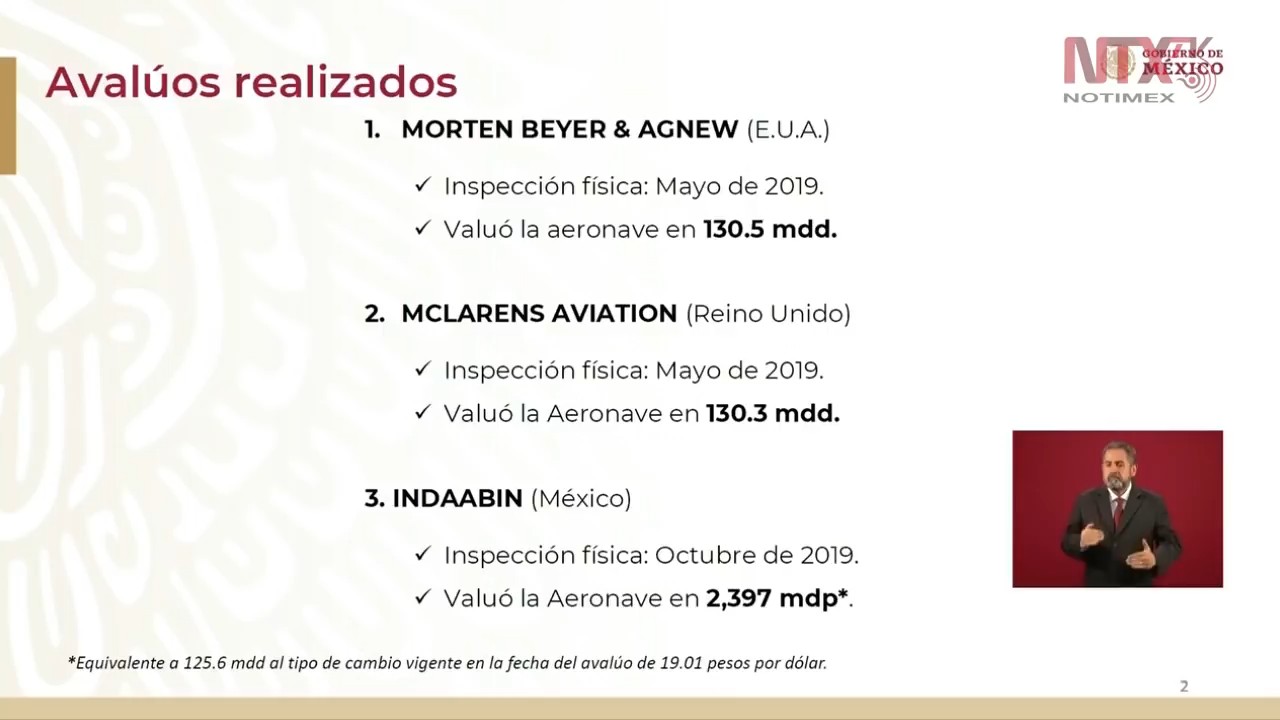 Avalúos realizados
NTX
GOBIERNO DE
MÉXICO
NOTIMEX
1. MORTEN BEYER & AGNEW (E.U.A.)
✓ Inspección física: Mayo de 2019.
✓ Valuó la aeronave en 130.5 mdd.
2. MCLARENS AVIATION (Reino Unido)
✓ Inspección física: Mayo de 2019.
✓ Valuó la Aeronave en 130.3 mdd.
3. INDAABIN (México)
✓ Inspección física: Octubre de 2019.
✓ Valuó la Aeronave en 2,397 mdp*.
*Equivalente a 125.6 mdd al tipo de cambio vigente en la fecha del avalúo de 19.01 pesos por dólar.
2